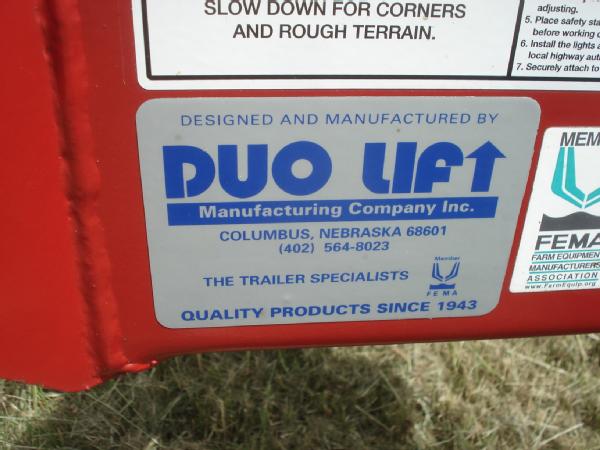 SLOW DOWN FOR CORNERS
AND ROUGH TERRAIN.
adjusting.
5. Place safety sta
before working
6. Install the lights a
local highway aut
7. Securely attach to
DESIGNED AND MANUFACTURED BY
DUO LIFT
Manufacturing Company Inc.
COLUMBUS, NEBRASKA 68601
(402) 564-8023
THE TRAILER SPECIALISTS
Member
FEMA
QUALITY PRODUCTS SINCE 1943
MEM
FEMA
FARM EQUIPMEN
MANUFACTURERS
ASSOCIATION
www.FarmEquip.org